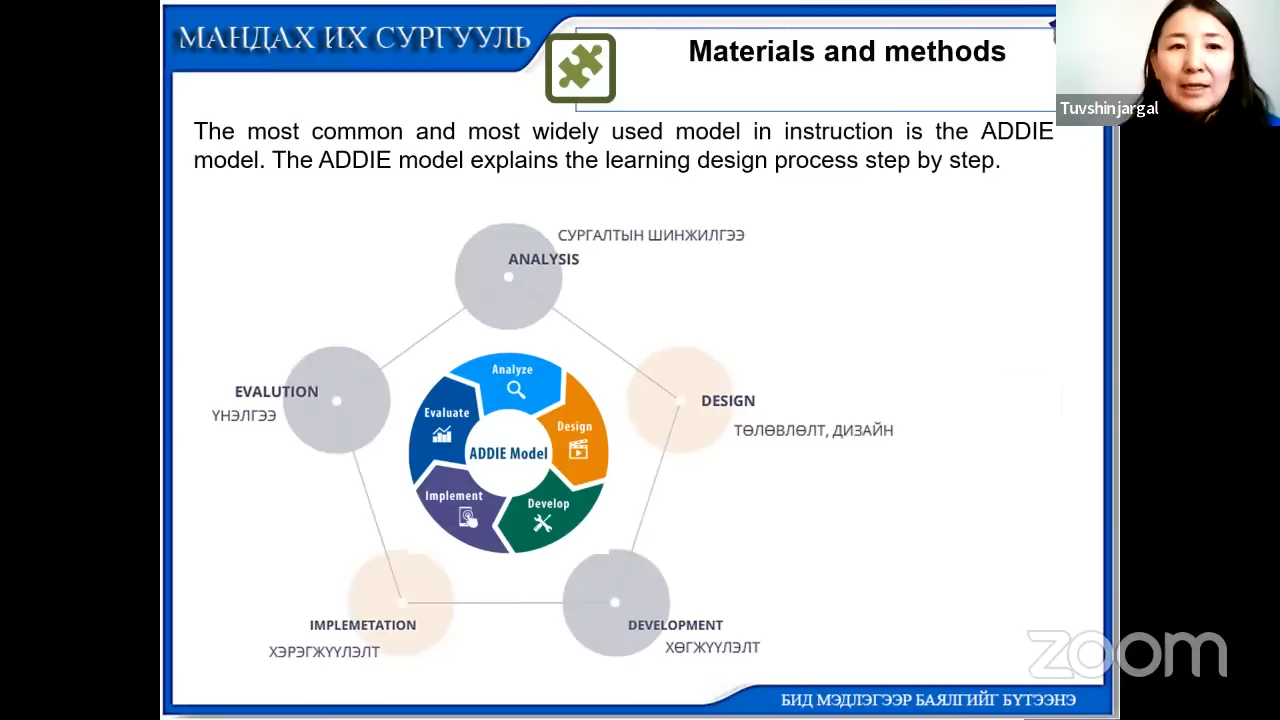 МАНДАХ ИХ СУРГУУЛЬ
Materials and methods
Tuvshinjargal
The most common and most widely used model in instruction is the ADDIE
model. The ADDIE model explains the learning design process step by step.
СУРГАЛТЫН ШИНЖИЛГЭЭ
ANALYSIS
EVALUTION
ҮНЭЛГЭЭ
DESIGN
ТӨЛӨВЛӨЛТ, ДИЗАЙН
Analyze
Evaluate
Design
ADDIE Model
Implement
Develop
IMPLEMETATION
ХЭРЭГЖҮҮЛЭЛТ
DEVELOPMENT
ХӨГЖҮҮЛЭЛТ
zoom
БИД МЭДЛЭГЭЭР БАЯЛГИЙГ БҮТЭЭНЭ